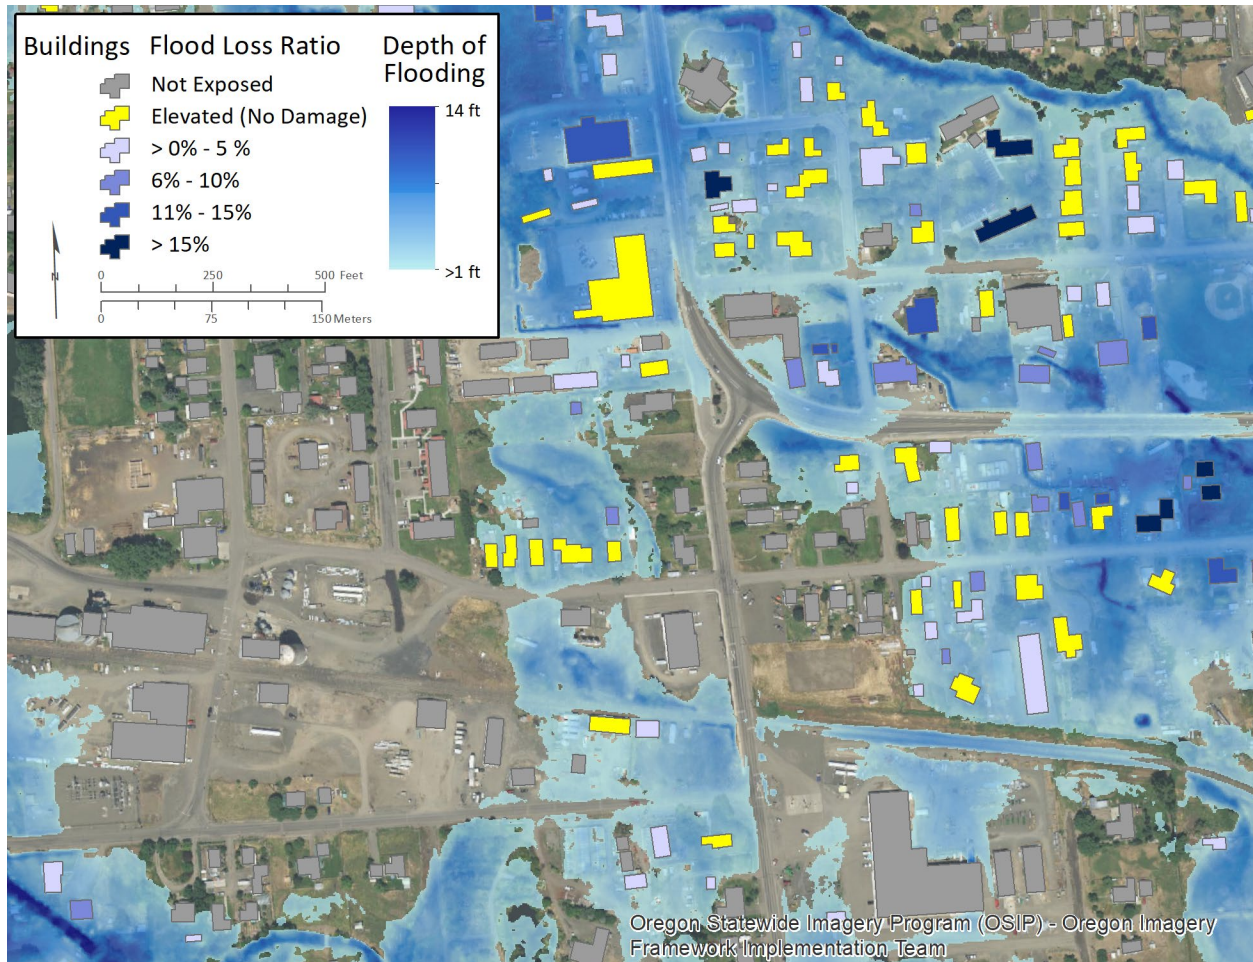 Buildings Flood Loss Ratio
Not Exposed
Elevated (No Damage)
> 0% - 5 %
6% - 10%
11% - 15%
> 15%
Depth of
Flooding
14 ft
>1 ft
N
0 250 500 Feet
0 75 150 Meters
Oregon Statewide Imagery Program (OSIP) - Oregon Imagery
Framework Implementation Team